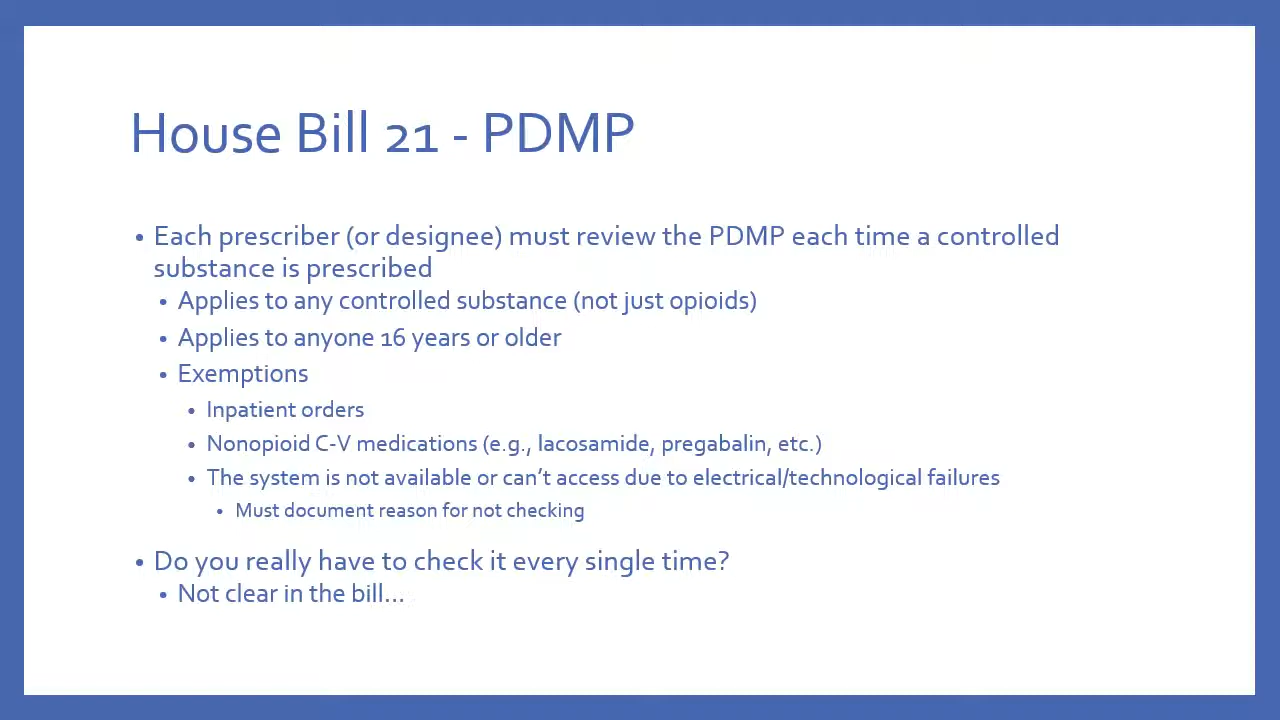 House Bill 21 - PDMP
• Each prescriber (or designee) must review the PDMP each time a controlled
substance is prescribed
• Applies to any controlled substance (not just opioids)
• Applies to anyone 16 years or older
• Exemptions
• Inpatient orders
• Nonopioid C-V medications (e.g., lacosamide, pregabalin, etc.)
• The system is not available or can’t access due to electrical/technological failures
• Must document reason for not checking
• Do you really have to check it every single time?
• Not clear in the bill…